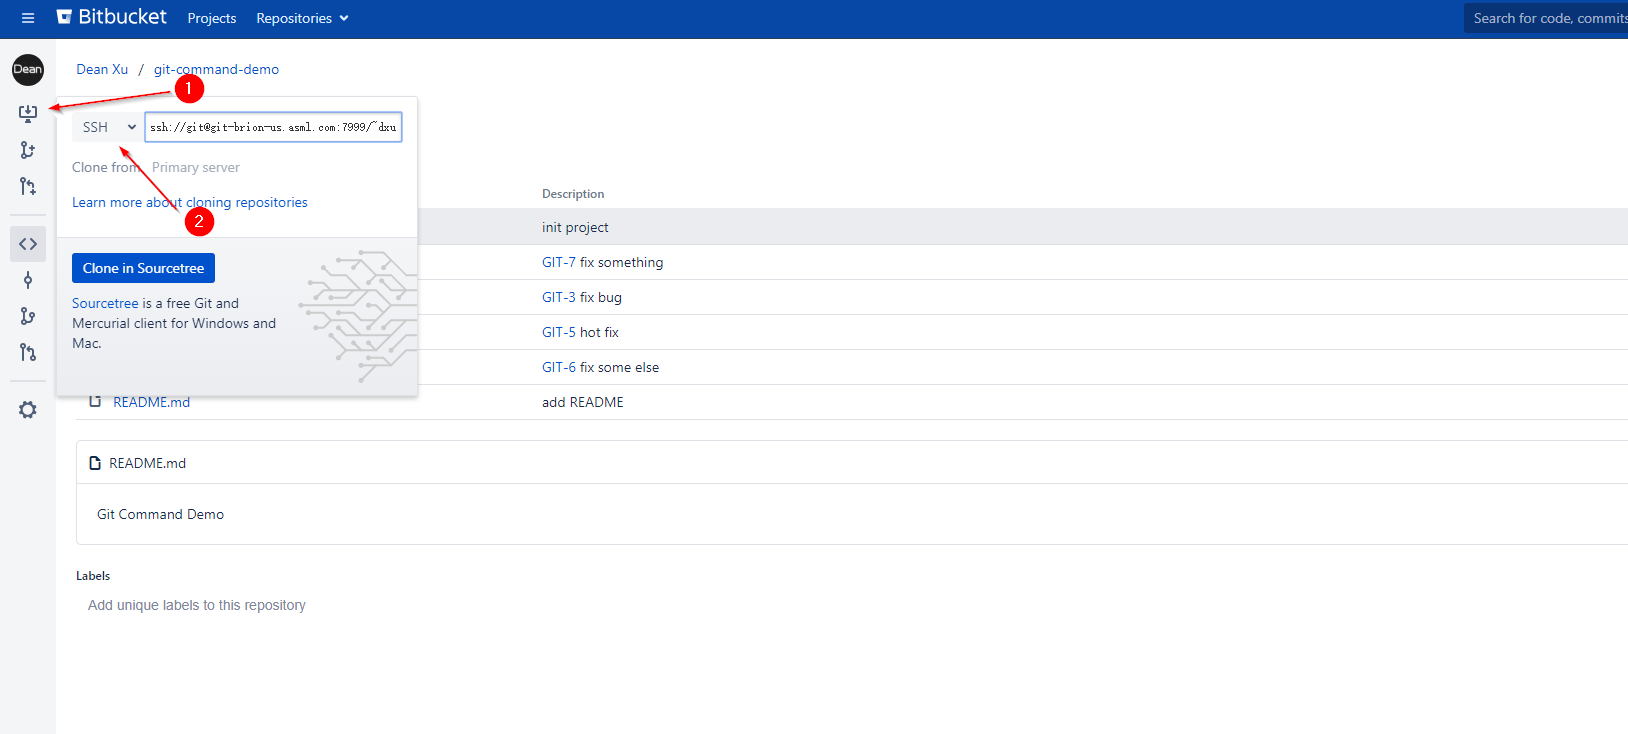 Bitbucket Projects Repositories Search for code, commits
Dean
Dean Xu / git-command-demo
1
SSH ssh://git@git-brion-us.asml.com:7999/~dxu
Clone from Primary server
Learn more about cloning repositories
2
Clone in Sourcetree
Sourcetree is a free Git and
Mercurial client for Windows and
Mac.
Description
init project
GIT-7 fix something
GIT-3 fix bug
GIT-5 hot fix
GIT-6 fix some else
README.md add README
README.md
Git Command Demo
Labels
Add unique labels to this repository